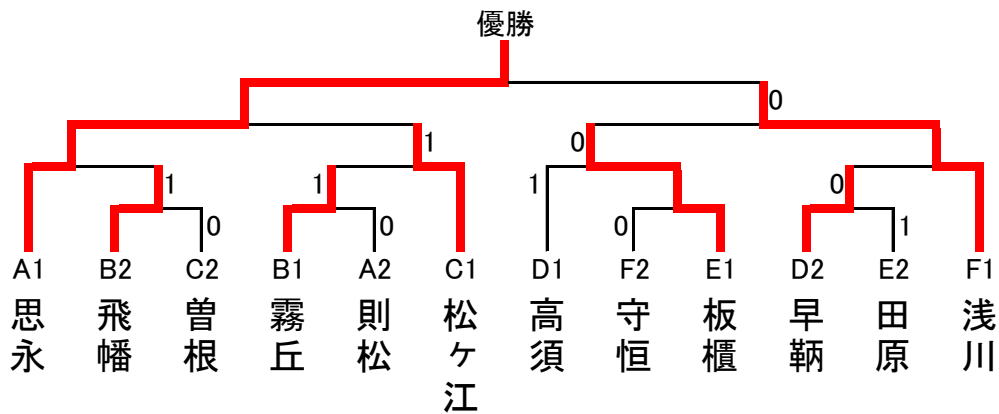 優勝
0
1 0
1 1 1 0
0 0 0 1
A1 B2 C2 B1 A2 C1 D1 F2 E1 D2 E2 F1
思永 飛幡 曽根 霧丘 則松 松ヶ江 高須 守恒 板櫃 早鞆 田原 浅川